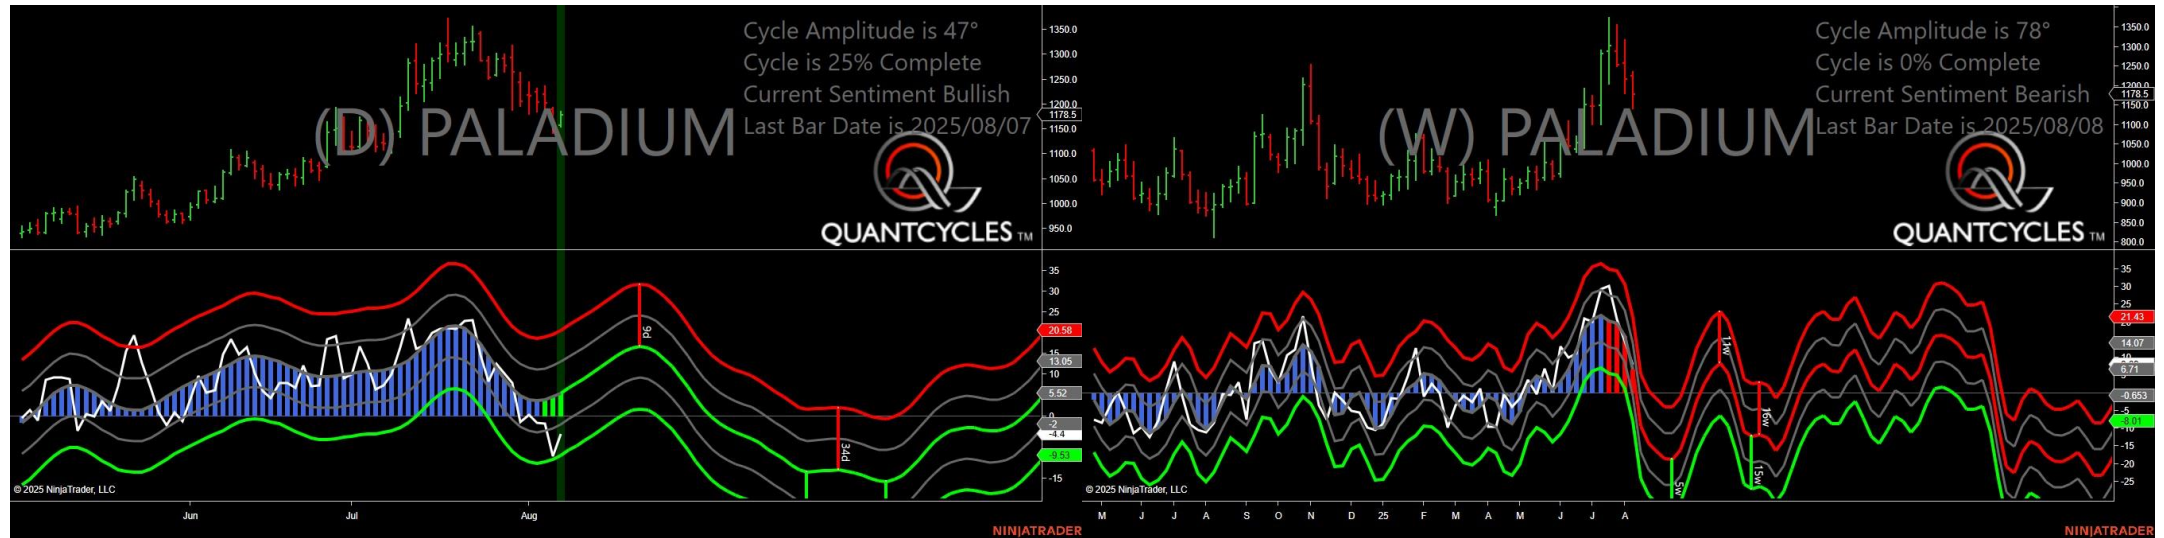 Cycle Amplitude is 47°
Cycle is 25% Complete
Current Sentiment Bullish
Last Bar Date is 2025/08/07
(D) PALADIUM
QUANTCYCLES TM
1350.0
1300.0
1250.0
1200.0
1178.5
1150.0
1100.0
1050.0
1000.0
950.0
35
30
25
20.58
15
13.05
10
5.52
0
-2
-4.4
-9.53
-15
9d
34d
© 2025 NinjaTrader, LLC
Jun Jul Aug
NINJATRADER
Cycle Amplitude is 78°
Cycle is 0% Complete
Current Sentiment Bearish
Last Bar Date is 2025/08/08
(W) PALADIUM
QUANTCYCLES TM
1350.0
1300.0
1250.0
1200.0
1178.5
1150.0
1100.0
1050.0
1000.0
950.0
900.0
850.0
800.0
35
30
25
21.43
14.07
10
6.71
-0.653
-5
-8.01
-10
-15
-20
-25
11w
16w
15w
5w
© 2025 NinjaTrader, LLC
M J J A S O N D 25 F M A M J J A
NINJATRADER